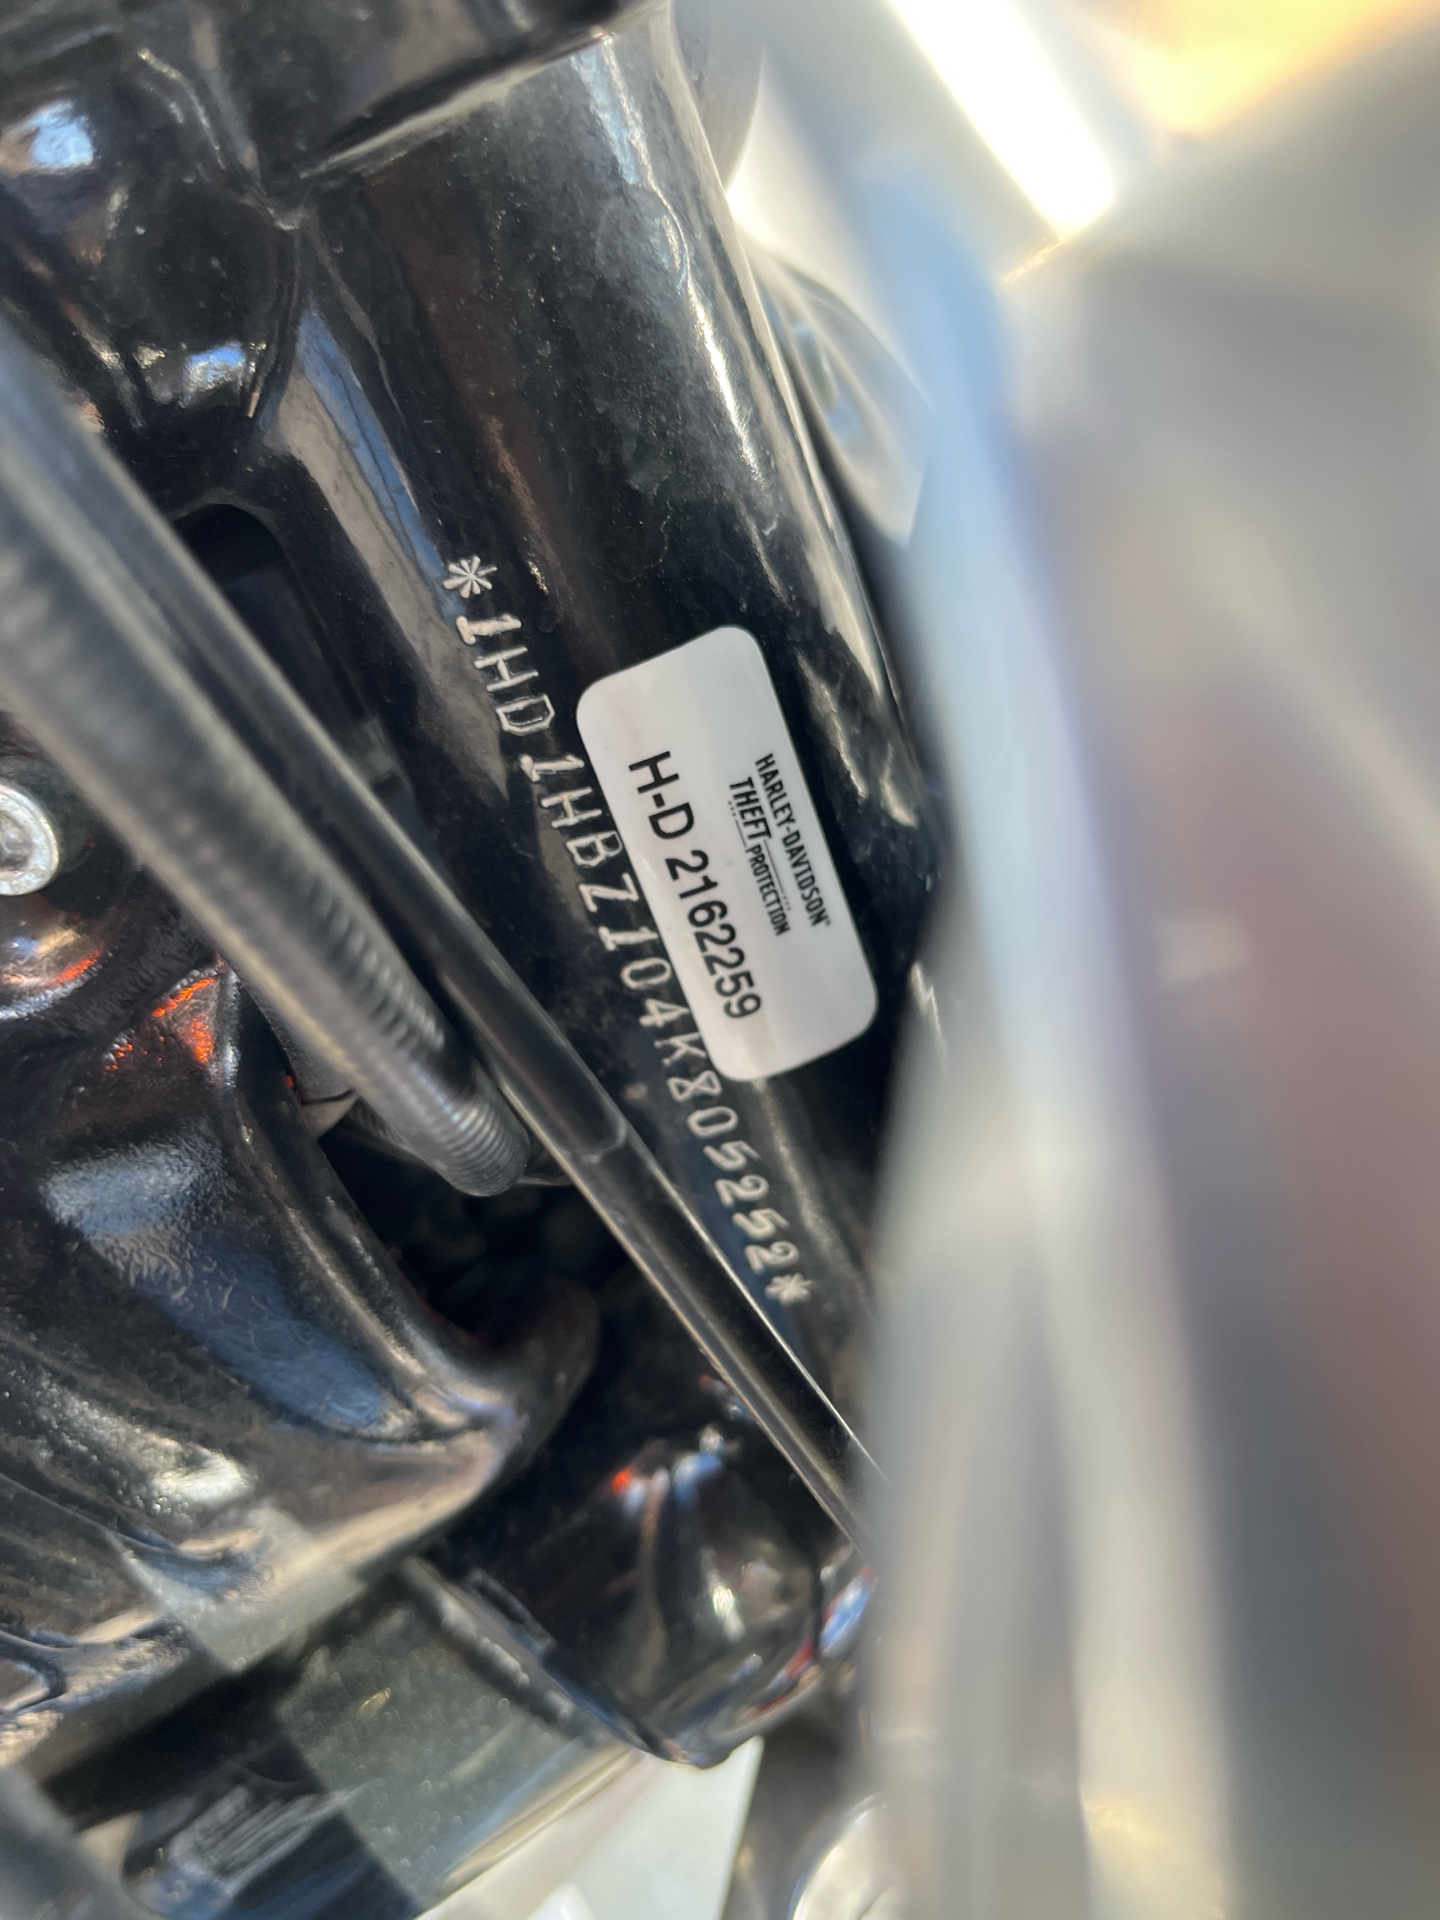 *1HD1HBZ104K805252*
HARLEY-DAVIDSON
THEFT PROTECTION
H-D 2162259